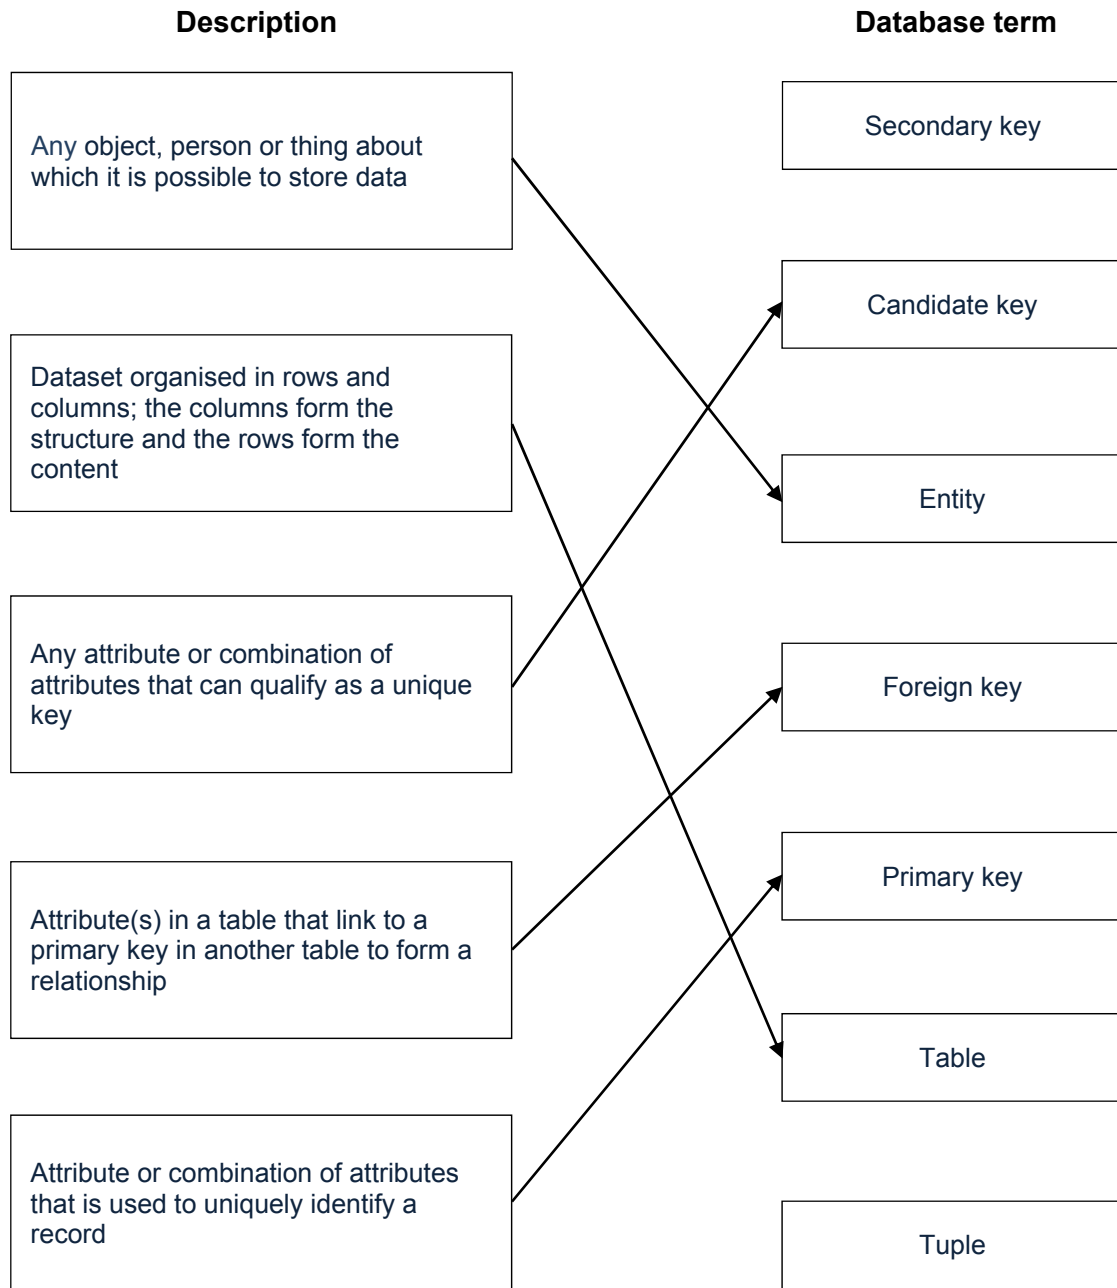 Description
Database term
Any object, person or thing about
which it is possible to store data
Secondary key
Candidate key
Dataset organised in rows and
columns; the columns form the
structure and the rows form the
content
Entity
Any attribute or combination of
attributes that can qualify as a unique
key
Foreign key
Primary key
Attribute(s) in a table that link to a
primary key in another table to form a
relationship
Table
Attribute or combination of attributes
that is used to uniquely identify a
record
Tuple